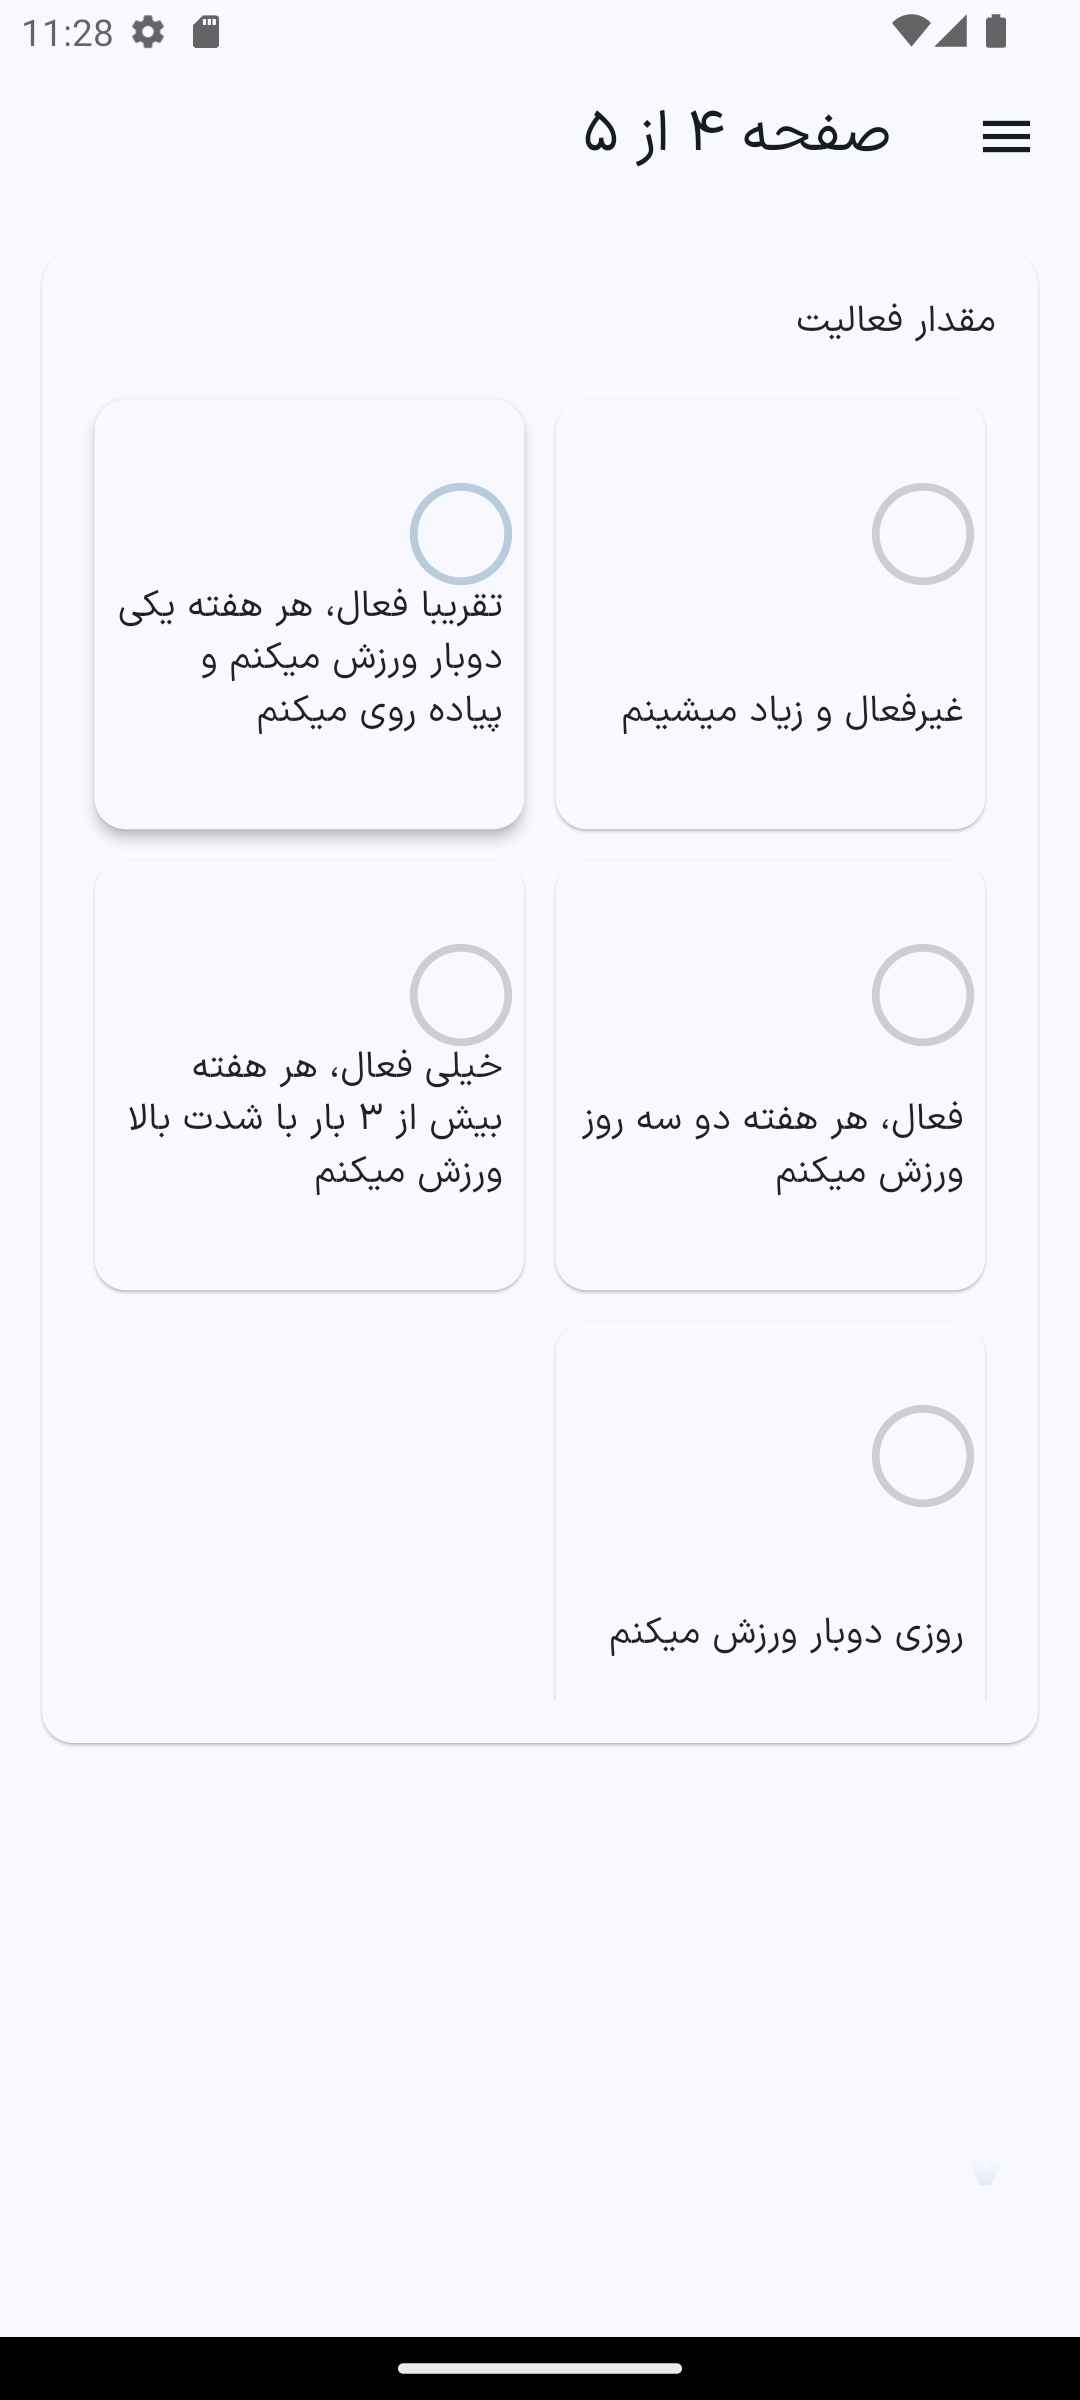 11:28
صفحه ۴ از ۵
مقدار فعالیت
غیرفعال و زیاد میشینم
تقریبا فعال، هر هفته یکی
دوبار ورزش میکنم و
پیاده روی میکنم
فعال، هر هفته دو سه روز
ورزش میکنم
خیلی فعال، هر هفته
بیش از ۳ بار با شدت بالا
ورزش میکنم
روزی دوبار ورزش میکنم